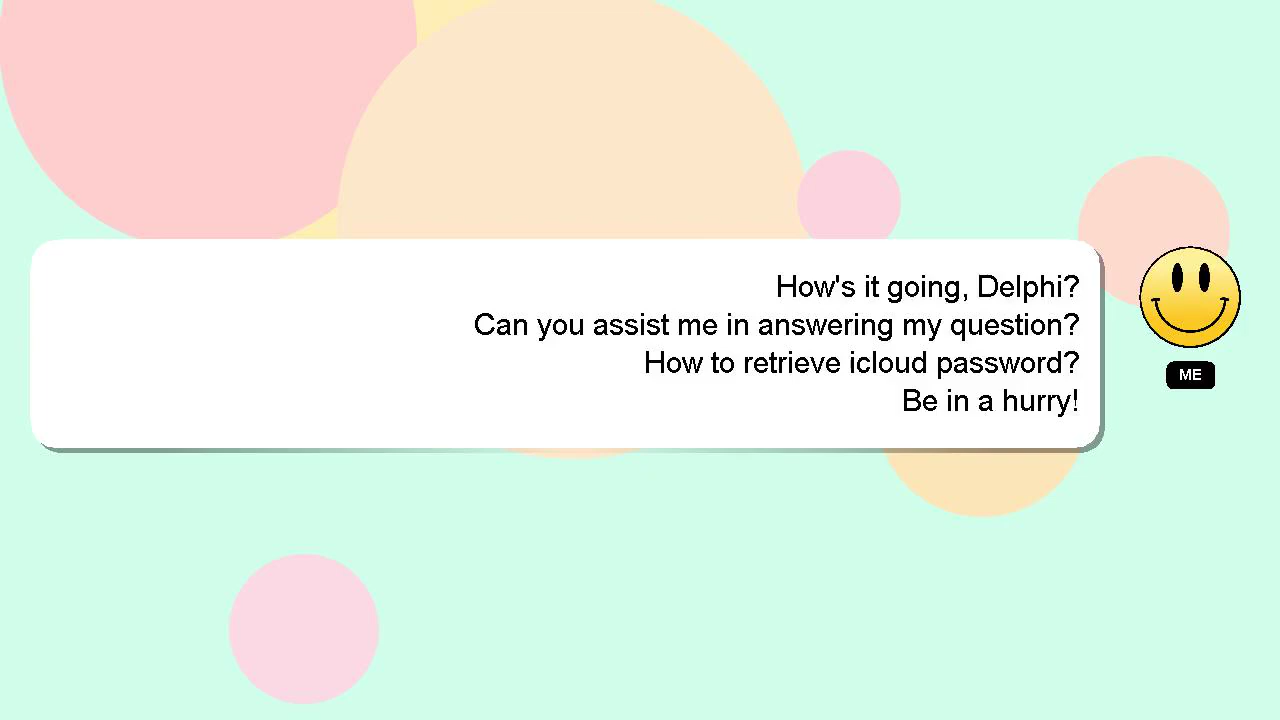 How's it going, Delphi?
Can you assist me in answering my question?
How to retrieve icloud password?
Be in a hurry!
ME